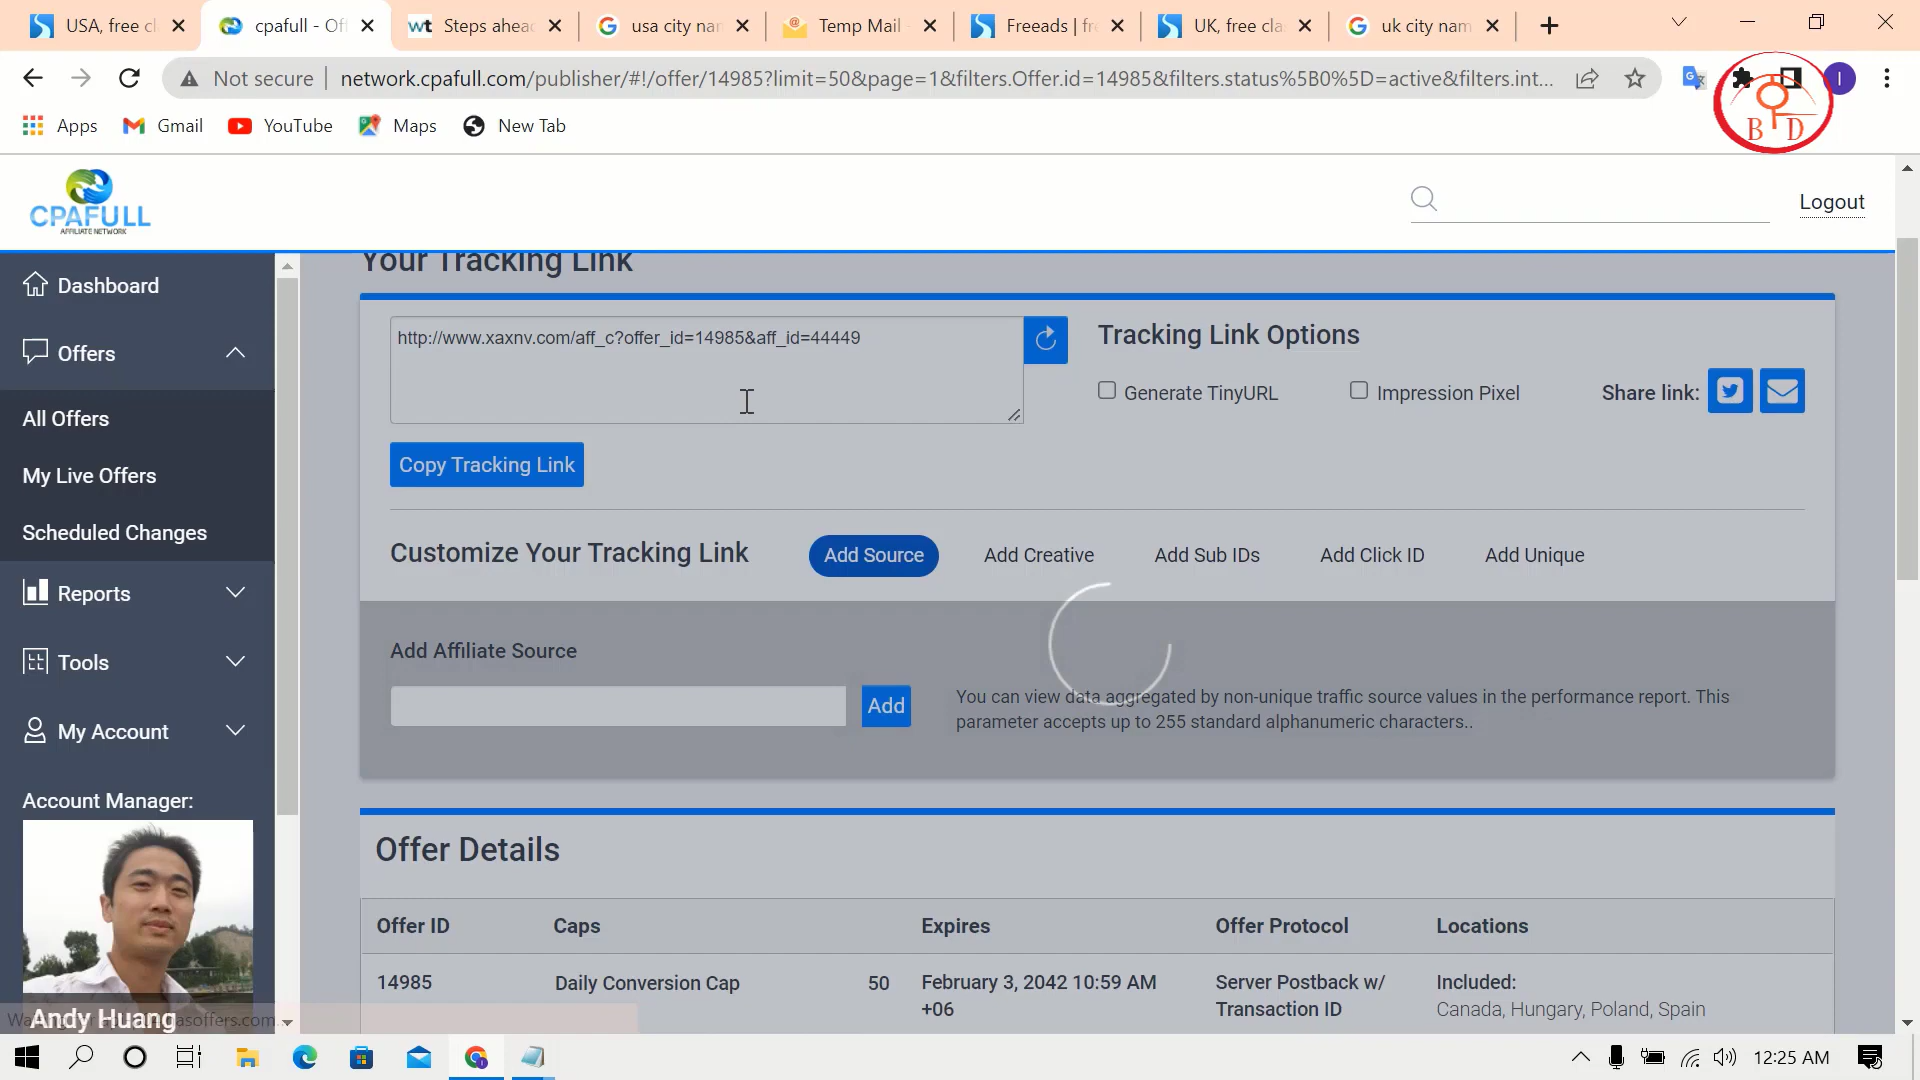 USA, free cl
cpafull - Of
wt Steps ahead
usa city nam
Temp Mail
Freeads | fre
UK, free clas
uk city nam
Not secure
network.cpafull.com/publisher/#!/offer/14985?limit=50&page=1&filters.Offer.id=14985&filters.status%5B0%5D=active&filters.int...
I
Apps
Gmail
YouTube
Maps
New Tab
B D
CPAFULL
AFFILIATE NETWORK
Logout
Your Tracking Link
Dashboard
Offers
All Offers
My Live Offers
Scheduled Changes
Reports
Tools
My Account
Account Manager:
Andy Huang
http://www.xaxnv.com/aff_c?offer_id=14985&aff_id=44449
Tracking Link Options
Generate TinyURL
Impression Pixel
Share link:
Copy Tracking Link
Customize Your Tracking Link
Add Source
Add Creative
Add Sub IDs
Add Click ID
Add Unique
Add Affiliate Source
Add
You can view data aggregated by non-unique traffic source values in the performance report. This
parameter accepts up to 255 standard alphanumeric characters..
Offer Details
Offer ID
Caps
Expires
Offer Protocol
Locations
14985
Daily Conversion Cap
50
February 3, 2042 10:59 AM
+06
Server Postback w/
Transaction ID
Included:
Canada, Hungary, Poland, Spain
12:25 AM